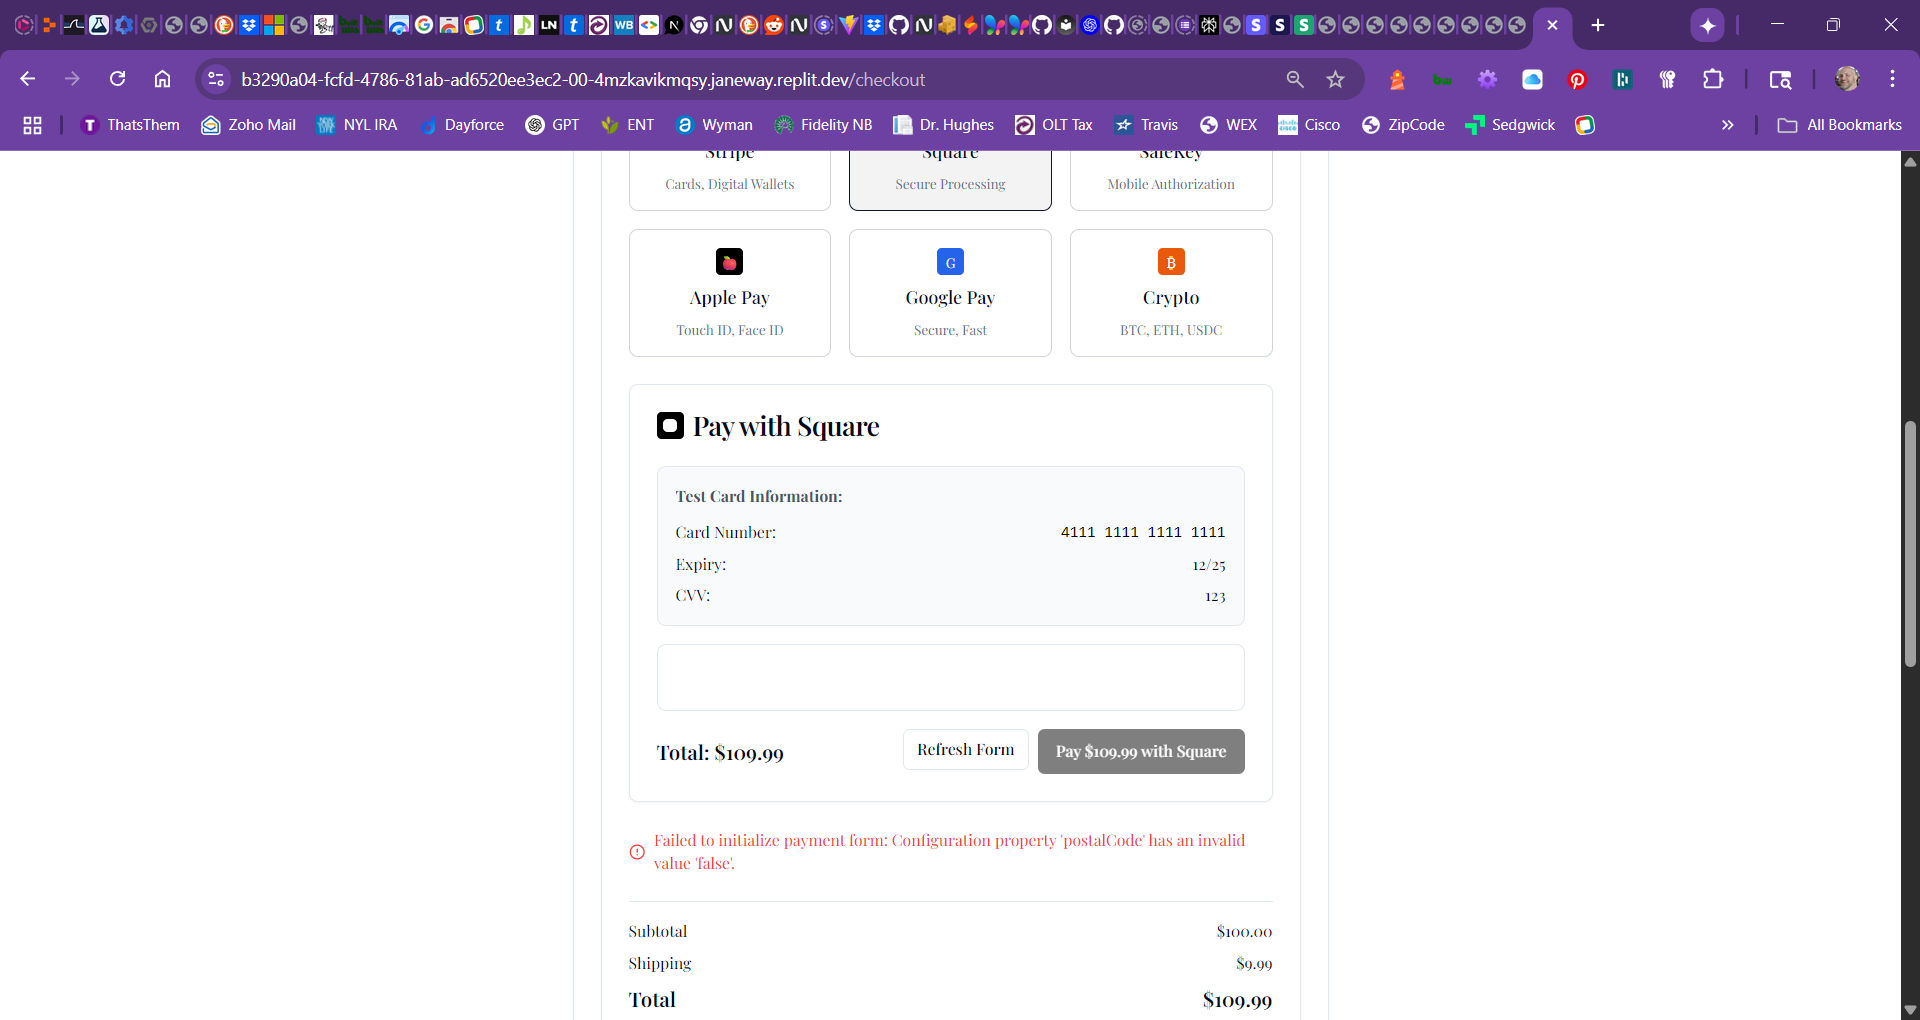 b3290a04-fcfd-4786-81ab-ad6520ee3ec2-00-4mzkavikmqsy.janeway.replit.dev/checkout
ThatsThem
Zoho Mail
NYL IRA
Dayforce
GPT
ENT
Wyman
Fidelity NB
Dr. Hughes
OLT Tax
Travis
WEX
Cisco
ZipCode
Sedgwick
All Bookmarks
Stripe
Cards, Digital Wallets
Square
Secure Processing
SafeKey
Mobile Authorization
Apple Pay
Touch ID, Face ID
G
Google Pay
Secure, Fast
₿
Crypto
BTC, ETH, USDC
Pay with Square
Test Card Information:
Card Number: 4111 1111 1111 1111
Expiry: 12/25
CVV: 123
Total: $109.99
Refresh Form
Pay $109.99 with Square
Failed to initialize payment form: Configuration property 'postalCode' has an invalid
value 'false'.
Subtotal $100.00
Shipping $9.99
Total $109.99